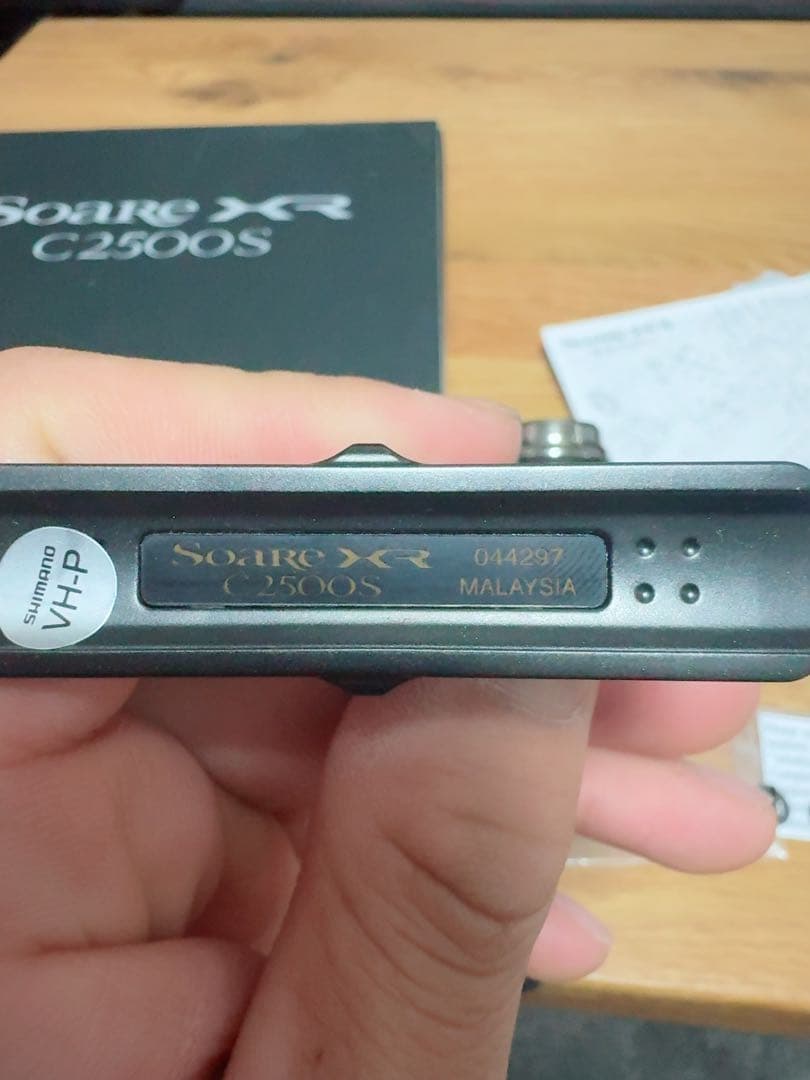 Soare XR
C2500S
SHIMANO
VH-P
Soare XR
C2500S
044297
MALAYSIA